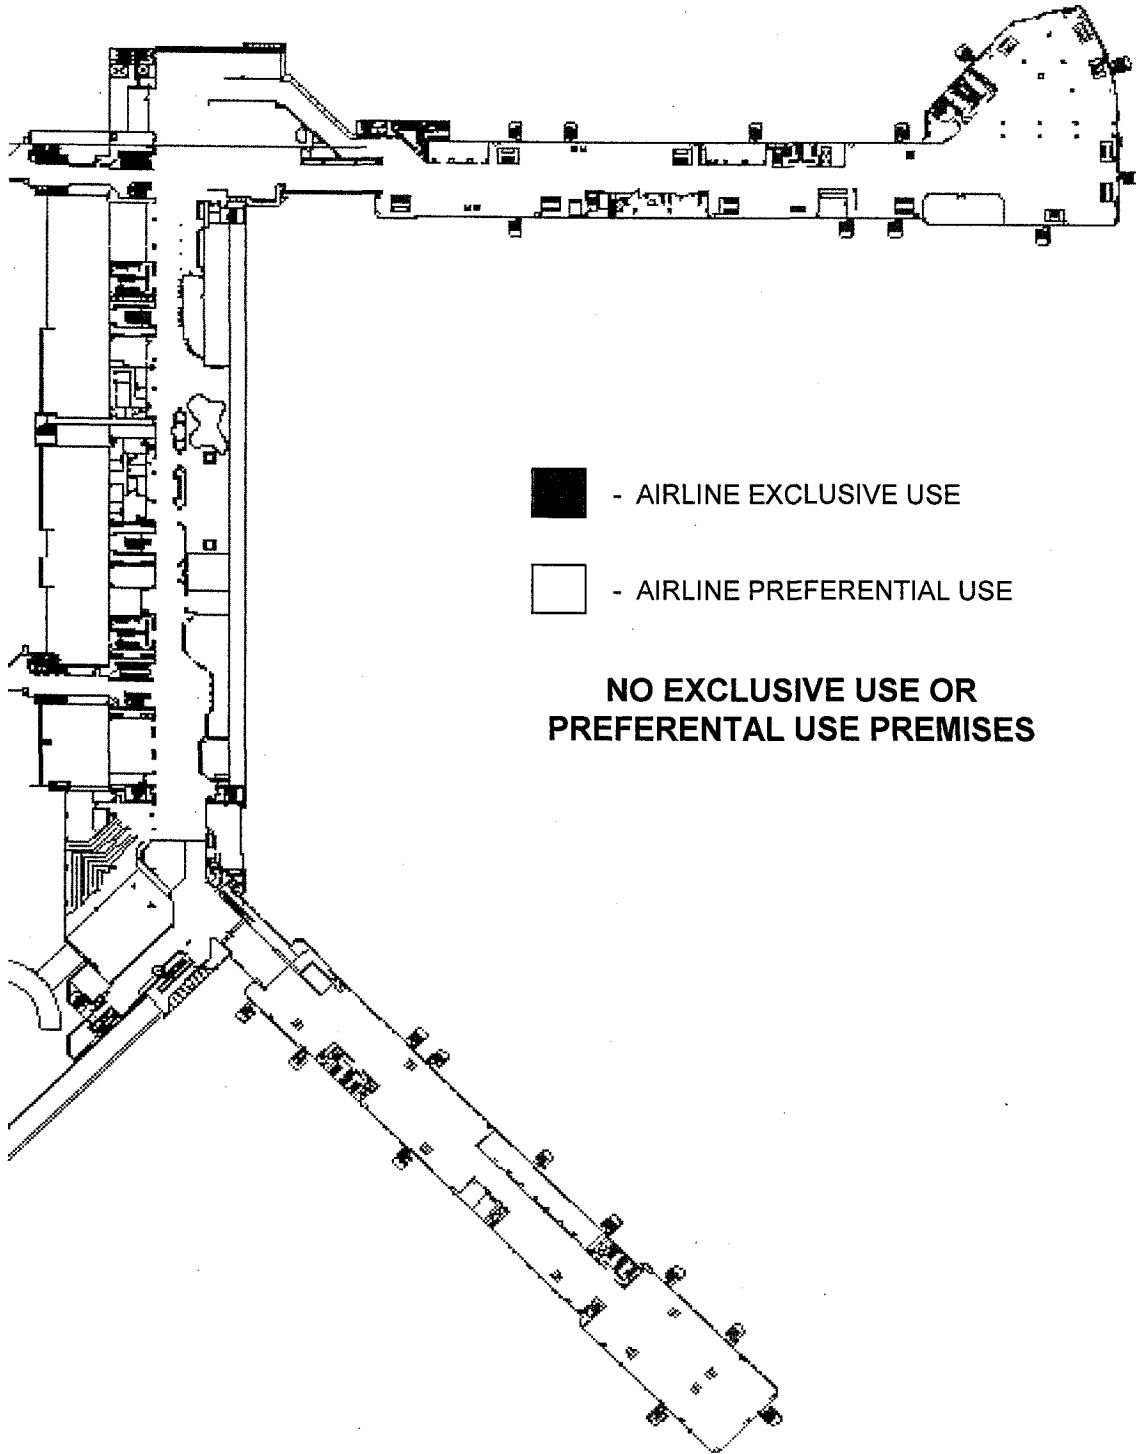 - AIRLINE EXCLUSIVE USE
- AIRLINE PREFERENTIAL USE
NO EXCLUSIVE USE OR
PREFERENTAL USE PREMISES